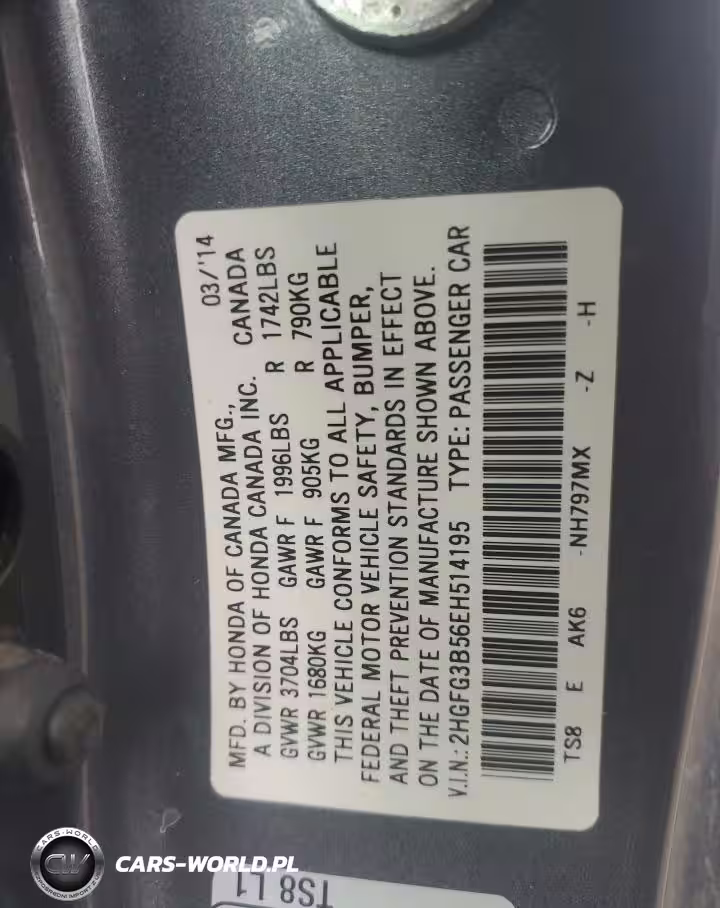 MFD. BY HONDA OF CANADA MFG., 03/'14
A DIVISION OF HONDA CANADA INC. CANADA
GVWR 3704LBS GAWR F 1996LBS R 1742LBS
GVWR 1680KG GAWR F 905KG R 790KG
THIS VEHICLE CONFORMS TO ALL APPLICABLE
FEDERAL MOTOR VEHICLE SAFETY, BUMPER,
AND THEFT PREVENTION STANDARDS IN EFFECT
ON THE DATE OF MANUFACTURE SHOWN ABOVE.
V.I.N.: 2HGFG3B56EH514195 TYPE: PASSENGER CAR
TS8 E AK6 -NH797MX -Z -H
TS8 L1
CARS-WORLD
CW
CARS-WORLD.PL